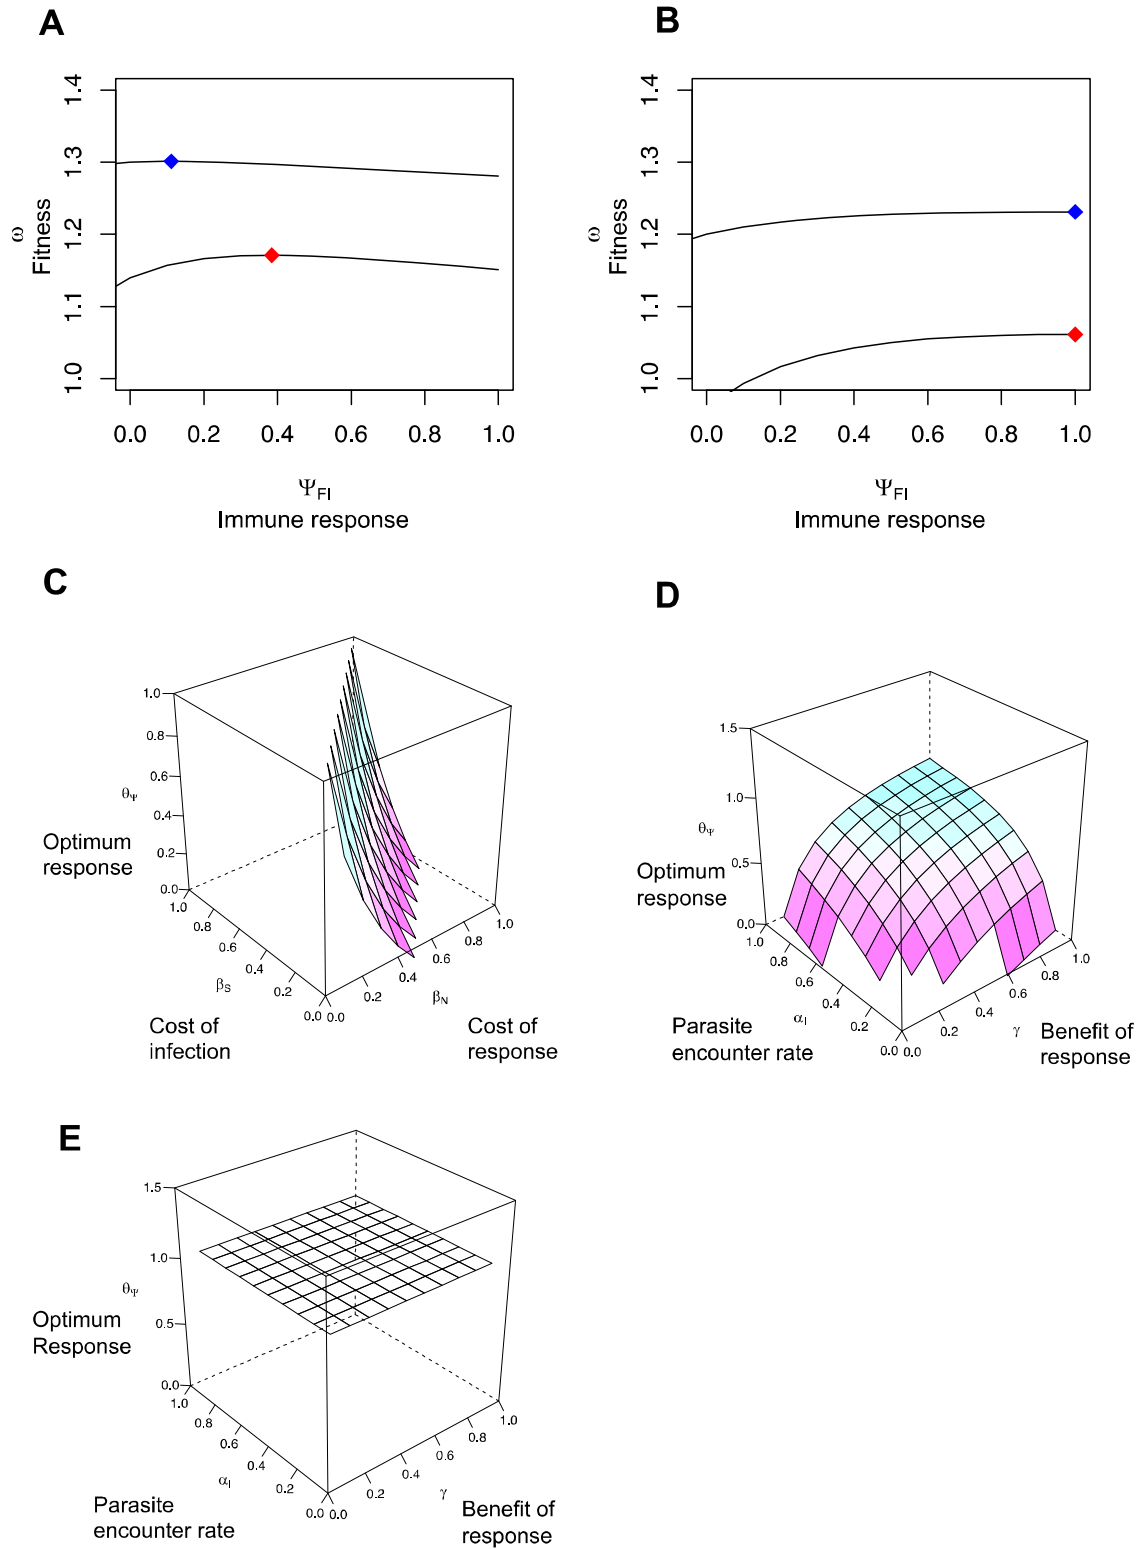 A
1.4
1.3
1.2
1.1
1.0
ω
Fitness
0.0 0.2 0.4 0.6 0.8 1.0
Ψ_FI
Immune response
B
1.4
1.3
1.2
1.1
1.0
ω
Fitness
0.0 0.2 0.4 0.6 0.8 1.0
Ψ_FI
Immune response
C
1.0
0.8
0.6
0.4
0.2
0.0
θ_Ψ
Optimum
response
1.0
0.8
0.6
0.4
0.2
0.0
β_S
Cost of
infection
0.0
0.2
0.4
0.6
0.8
1.0
β_N
Cost of
response
D
1.5
1.0
0.5
0.0
θ_Ψ
Optimum
response
1.0
0.8
0.6
0.4
0.2
0.0
α_I
Parasite
encounter rate
0.0
0.2
0.4
0.6
0.8
1.0
γ
Benefit of
response
E
1.5
1.0
0.5
0.0
θ_Ψ
Optimum
Response
1.0
0.8
0.6
0.4
0.2
0.0
α_I
Parasite
encounter rate
0.0
0.2
0.4
0.6
0.8
1.0
γ
Benefit of
response